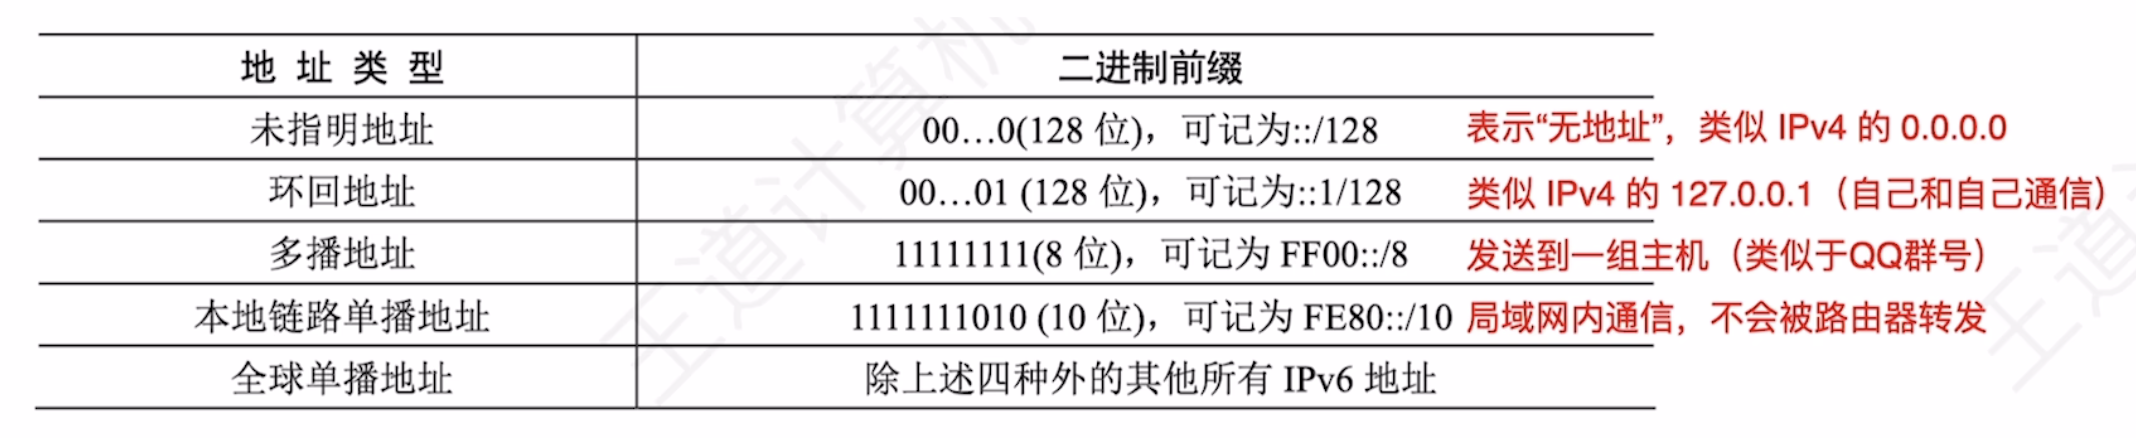 地 址 类 型 二进制前缀
未指明地址 00…0(128 位)，可记为::/128 表示“无地址”，类似 IPv4 的 0.0.0.0
环回地址 00…01 (128 位)，可记为::1/128 类似 IPv4 的 127.0.0.1（自己和自己通信）
多播地址 11111111(8 位)，可记为 FF00::/8 发送到一组主机（类似于QQ群号）
本地链路单播地址 1111111010 (10 位)，可记为 FE80::/10 局域网内通信，不会被路由器转发
全球单播地址 除上述四种外的其他所有 IPv6 地址
王道计算机
王道